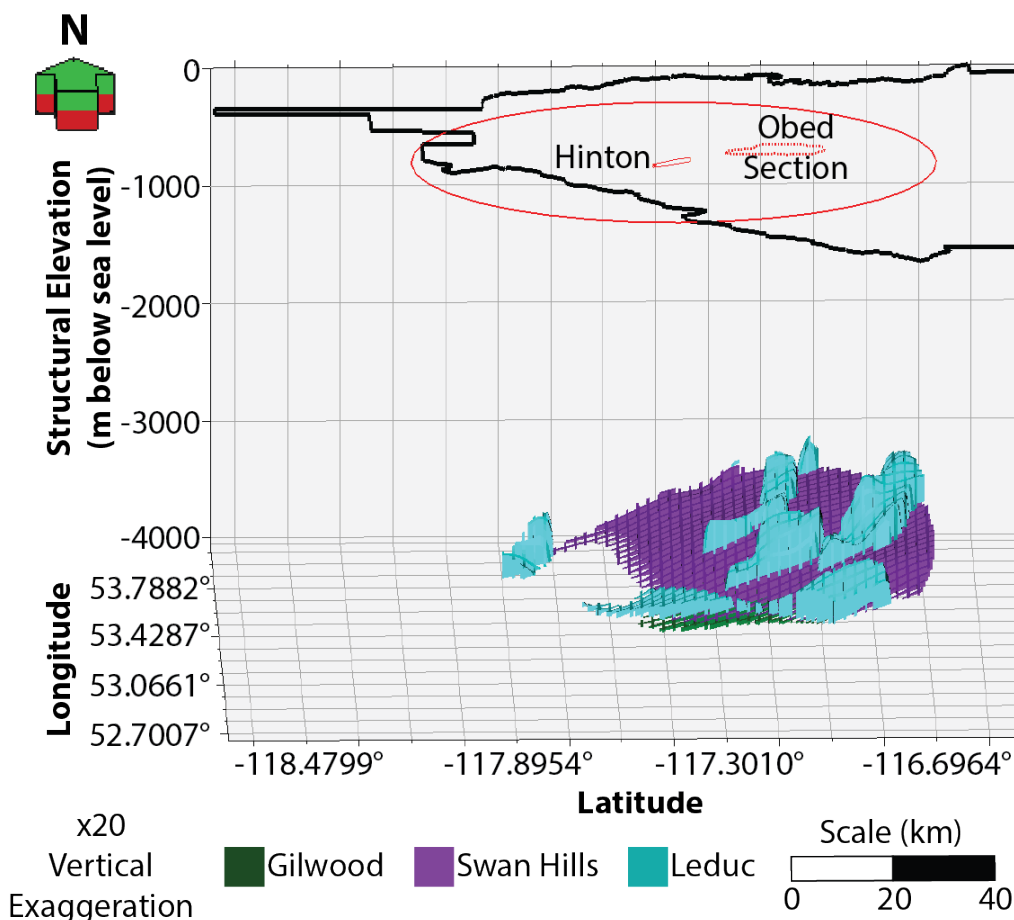 N
0
-1000
-2000
-3000
-4000
Structural Elevation
(m below sea level)
Hinton
Obed
Section
53.7882°
53.4287°
53.0661°
52.7007°
Longitude
-118.4799°
-117.8954°
-117.3010°
-116.6964°
Latitude
x20
Vertical
Exaggeration
Gilwood
Swan Hills
Leduc
Scale (km)
0 20 40